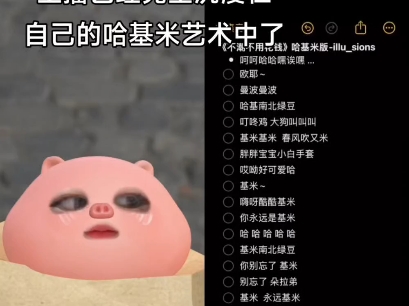 自己的哈基米艺术中了
《不潮不用花钱》哈基米版-illu_sions
呵呵哈哈嘿诶嘿 ...
欧耶~
曼波曼波
哈基南北绿豆
叮咚鸡 大狗叫叫叫
基米基米 春风吹又米
胖胖宝宝小白手套
哎呦好可爱哈
基米~
嗨呀酷酷基米
你永远是基米
哈 哈 哈 哈 哈
基米南北绿豆
你别忘了 基米
别忘了 朵拉弟
基米 永远基米